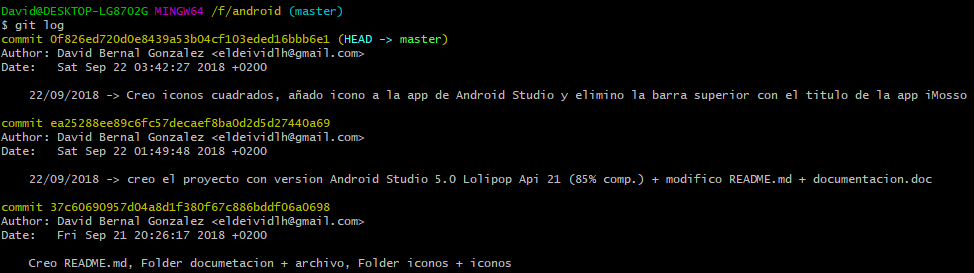 David@DESKTOP-LG87O2G MINGW64 /f/android (master)
$ git log
commit 0f826ed720d0e8439a53b04cf103eded16bbb6e1 (HEAD -> master)
Author: David Bernal Gonzalez <eldeividlh@gmail.com>
Date:   Sat Sep 22 03:42:27 2018 +0200
22/09/2018 -> Creo iconos cuadrados, añado icono a la app de Android Studio y elimino la barra superior con el titulo de la app iMosso
commit ea25288ee89c6fc57decaef8ba0d2d5d27440a69
Author: David Bernal Gonzalez <eldeividlh@gmail.com>
Date:   Sat Sep 22 01:49:48 2018 +0200
22/09/2018 -> creo el proyecto con version Android Studio 5.0 Lolipop Api 21 (85% comp.) + modifico README.md + documentacion.doc
commit 37c60690957d04a8d1f380f67c886bddf06a0698
Author: David Bernal Gonzalez <eldeividlh@gmail.com>
Date:   Fri Sep 21 20:26:17 2018 +0200
Creo README.md, Folder documetacion + archivo, Folder iconos + iconos